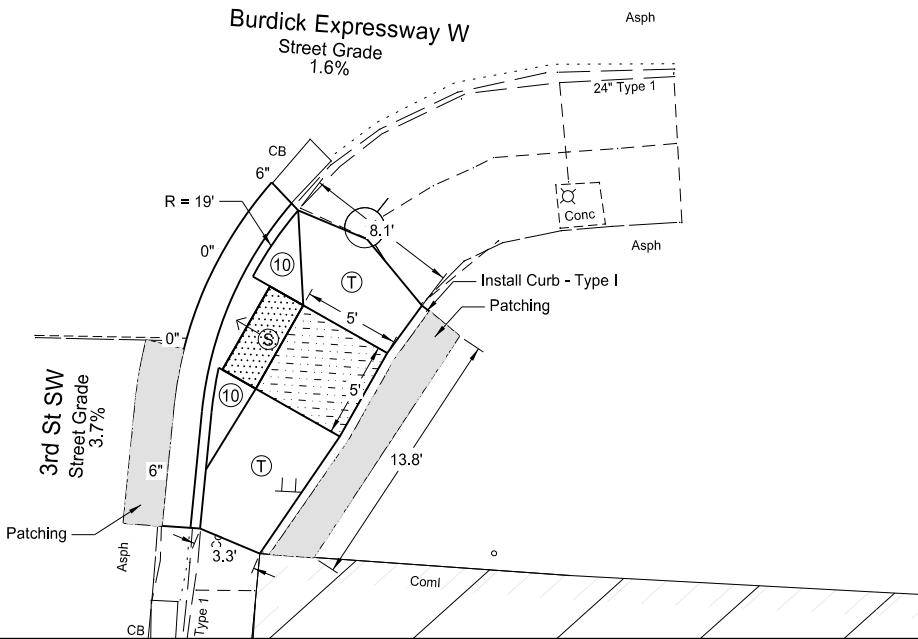 Burdick Expressway W
Street Grade
1.6%
Asph
24" Type 1
CB
6"
R = 19'
8.1'
Conc
0"
10
T
Asph
Install Curb - Type I
Patching
5'
S
0"
5'
10
3rd St SW
Street Grade
3.7%
13.8'
6"
T
Patching
3.3'
Asph
Coml
Type 1
CB